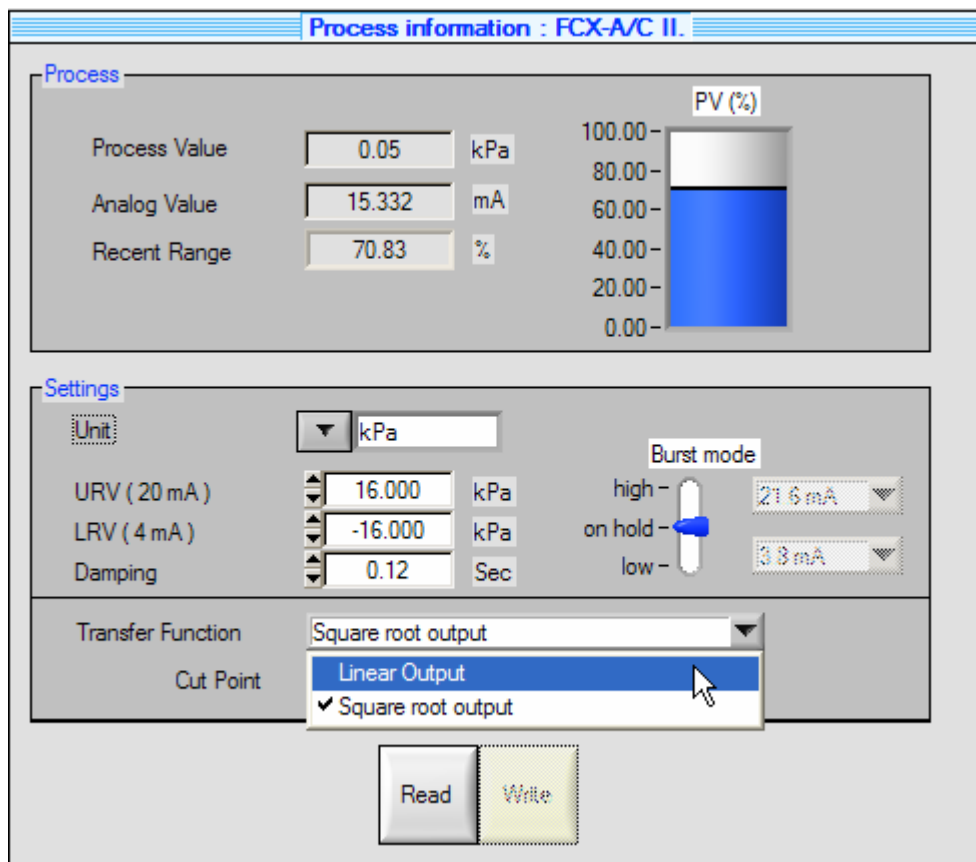 Process information : FCX-A/C II.
Process
PV (%)
Process Value 0.05 kPa
Analog Value 15.332 mA
Recent Range 70.83 %
100.00
80.00
60.00
40.00
20.00
0.00
Settings
Unit kPa
Burst mode
URV ( 20 mA ) 16.000 kPa
LRV ( 4 mA ) -16.000 kPa
Damping 0.12 Sec
high 21.6 mA
on hold
low 3.8 mA
Transfer Function Square root output
Cut Point
Linear Output
Square root output
Read Write